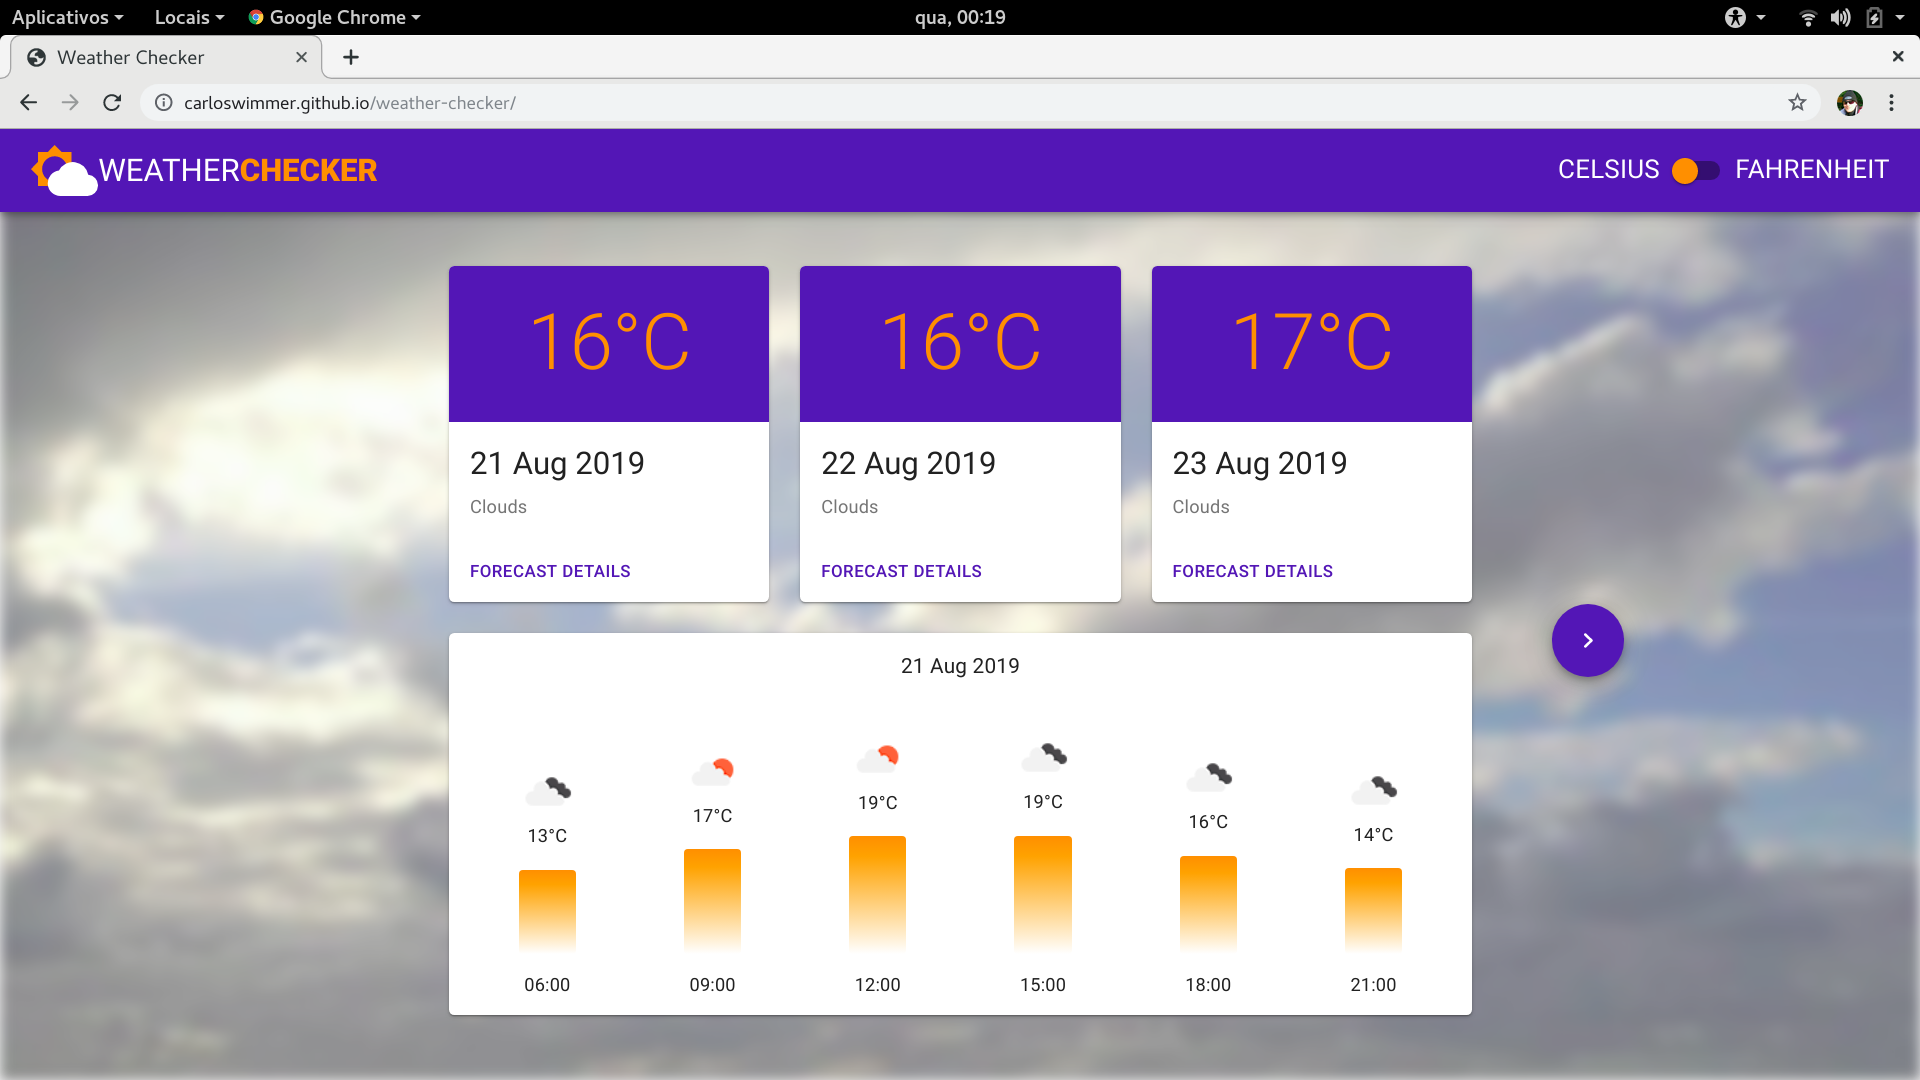 Aplicativos Locais Google Chrome qua, 00:19
Weather Checker
carloswimmer.github.io/weather-checker/
WEATHERCHECKER CELSIUS FAHRENHEIT
16°C 16°C 17°C
21 Aug 2019 22 Aug 2019 23 Aug 2019
Clouds Clouds Clouds
FORECAST DETAILS FORECAST DETAILS FORECAST DETAILS
21 Aug 2019
13°C 17°C 19°C 19°C 16°C 14°C
06:00 09:00 12:00 15:00 18:00 21:00